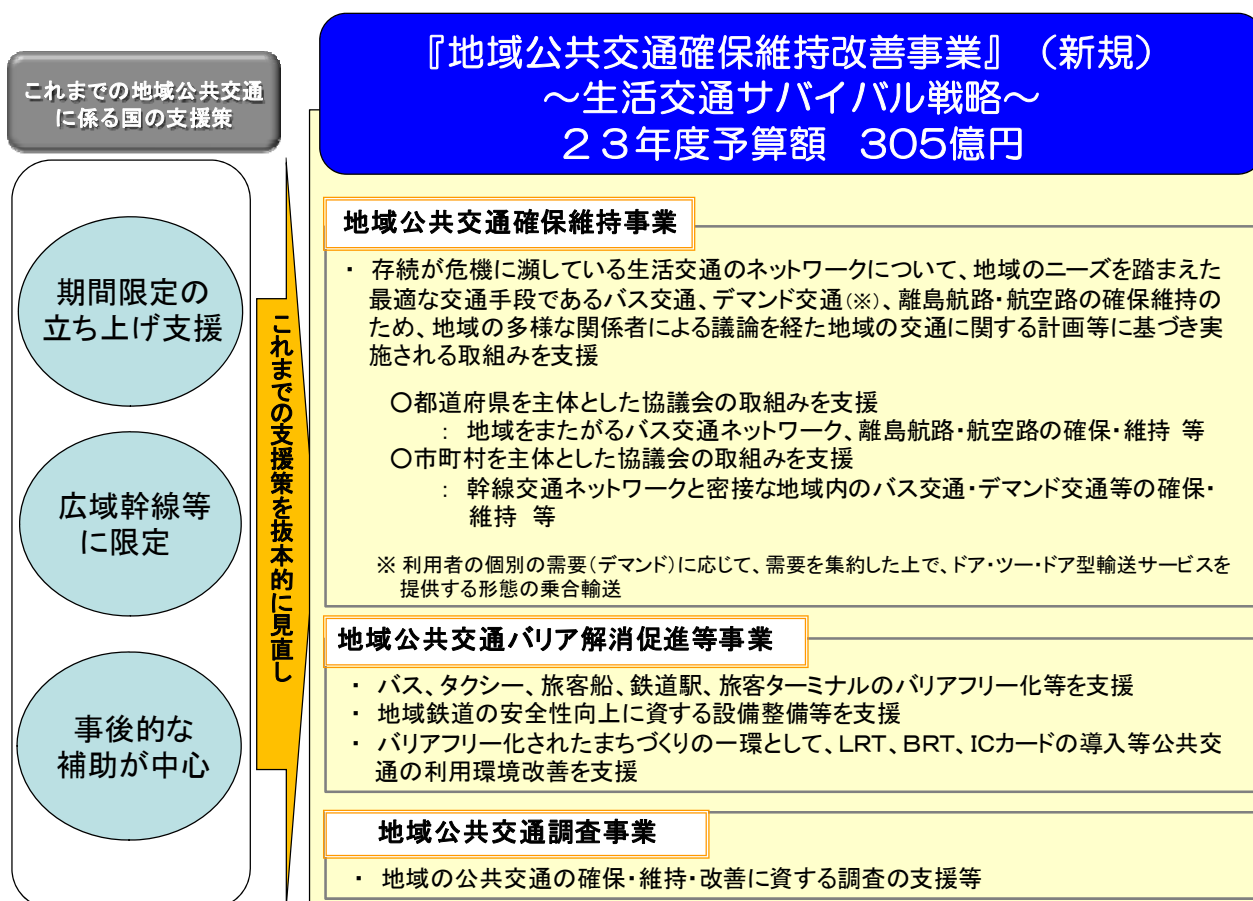 これまでの地域公共交通
に係る国の支援策
期間限定の
立ち上げ支援
広域幹線等
に限定
事後的な
補助が中心
これまでの支援策を抜本的に見直し
『地域公共交通確保維持改善事業』（新規）
～生活交通サバイバル戦略～
２３年度予算額　３０５億円
地域公共交通確保維持事業
・ 存続が危機に瀕している生活交通のネットワークについて、地域のニーズを踏まえた
最適な交通手段であるバス交通、デマンド交通(※)、離島航路・航空路の確保維持の
ため、地域の多様な関係者による議論を経た地域の交通に関する計画等に基づき実
施される取組みを支援
○都道府県を主体とした協議会の取組みを支援
： 地域をまたがるバス交通ネットワーク、離島航路・航空路の確保・維持 等
○市町村を主体とした協議会の取組みを支援
： 幹線交通ネットワークと密接な地域内のバス交通・デマンド交通等の確保・
維持 等
※ 利用者の個別の需要(デマンド)に応じて、需要を集約した上で、ドア・ツー・ドア型輸送サービスを
提供する形態の乗合輸送
地域公共交通バリア解消促進等事業
・ バス、タクシー、旅客船、鉄道駅、旅客ターミナルのバリアフリー化等を支援
・ 地域鉄道の安全性向上に資する設備整備等を支援
・ バリアフリー化されたまちづくりの一環として、ＬＲＴ、ＢＲＴ、ＩＣカードの導入等公共交
通の利用環境改善を支援
地域公共交通調査事業
・ 地域の公共交通の確保・維持・改善に資する調査の支援等